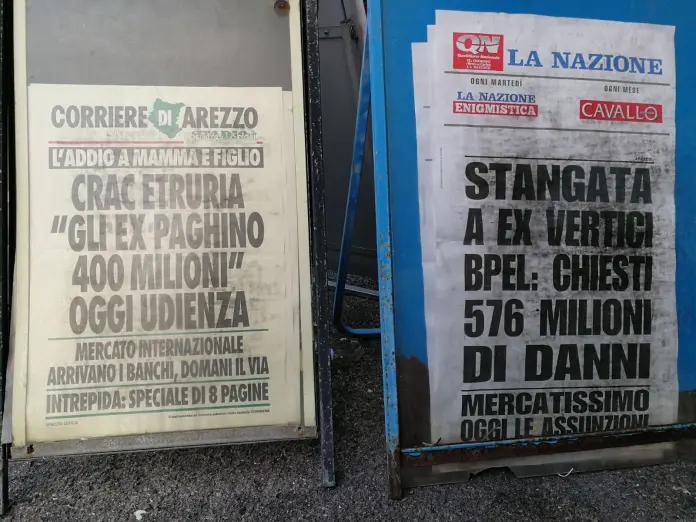 CORRIERE DI AREZZO
L'ADDIO A MAMMA E FIGLIO
CRAC ETRURIA
"GLI EX PAGHINO
400 MILIONI"
OGGI UDIENZA
MERCATO INTERNAZIONALE
ARRIVANO I BANCHI, DOMANI IL VIA
INTREPIDA: SPECIALE DI 8 PAGINE
QN
LA NAZIONE
OGNI MARTEDÌ
LA NAZIONE
ENIGMISTICA
OGNI MESE
CAVALLO
STANGATA
A EX VERTICI
BPEL: CHIESTI
576 MILIONI
DI DANNI
MERCATISSIMO
OGGI LE ASSUNZIONI